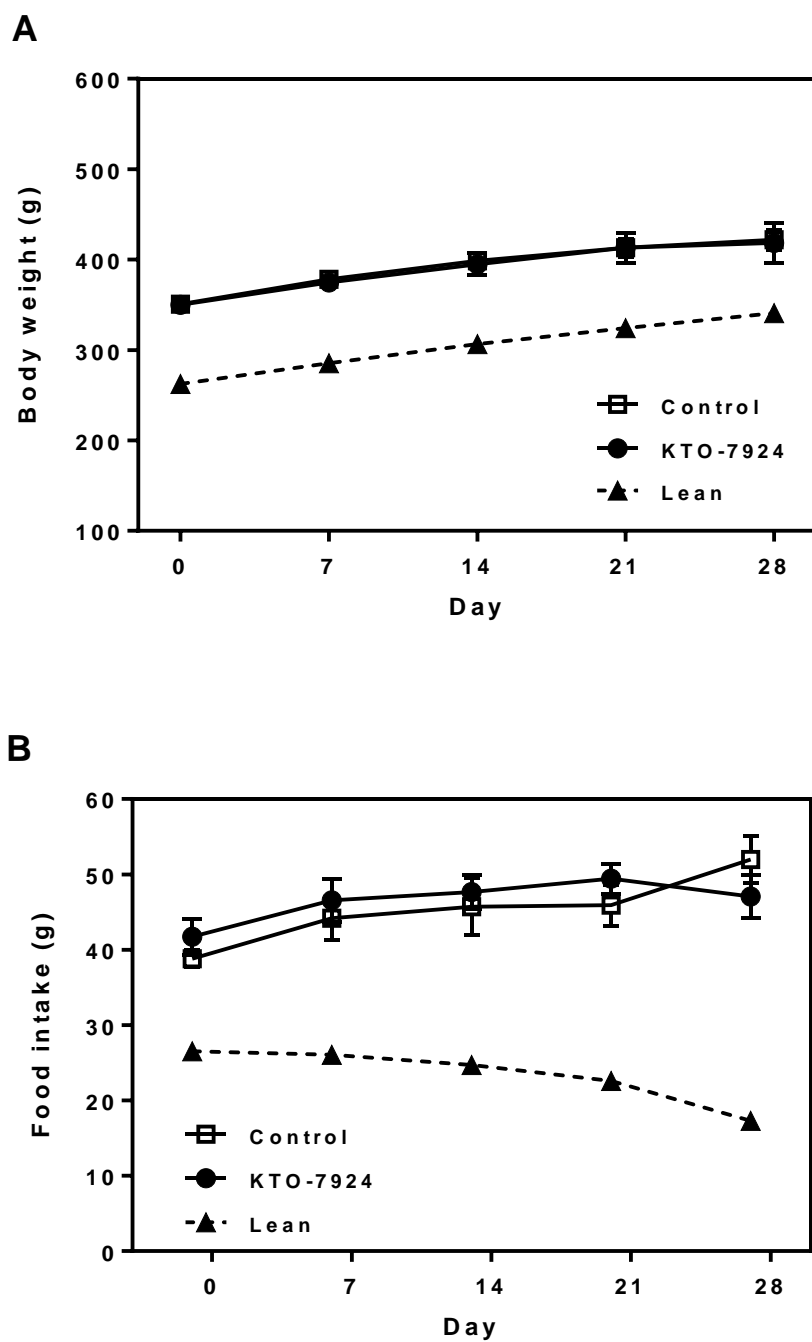 A
600
500
400
300
200
100
Body weight (g)
Control
KTO-7924
Lean
0 7 14 21 28
Day
B
60
50
40
30
20
10
0
Food intake (g)
Control
KTO-7924
Lean
0 7 14 21 28
Day